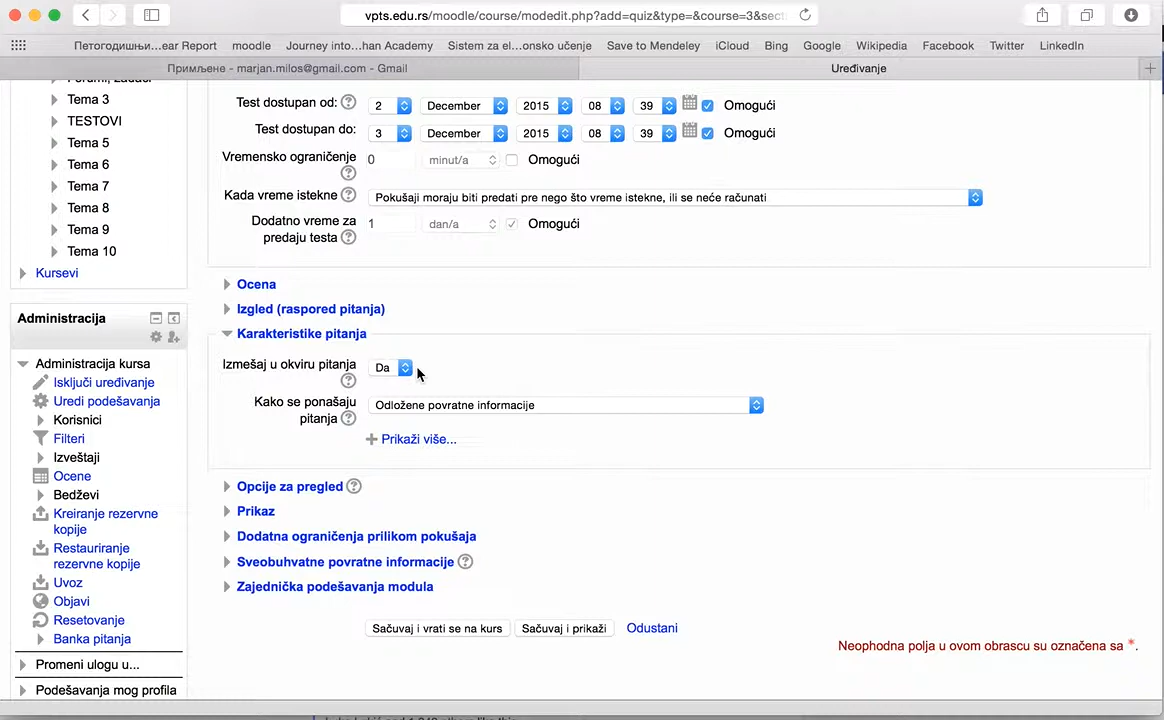 vpts.edu.rs/moodle/course/modedit.php?add=quiz&type=&course=3&sect
Петогодишњи...ear Report moodle Journey into...han Academy Sistem za el...onsko učenje Save to Mendeley iCloud Bing Google Wikipedia Facebook Twitter LinkedIn
Примљене - marjan.milos@gmail.com - Gmail
Uređivanje
Forumi, zadaci
Tema 3
TESTOVI
Tema 5
Tema 6
Tema 7
Tema 8
Tema 9
Tema 10
Kursevi
Administracija
Administracija kursa
Isključi uređivanje
Uredi podešavanja
Korisnici
Filteri
Izveštaji
Ocene
Bedževi
Kreiranje rezervne
kopije
Restauriranje
rezervne kopije
Uvoz
Objavi
Resetovanje
Banka pitanja
Promeni ulogu u...
Podešavanja mog profila
Test dostupan od: 2 December 2015 08 39 Omogući
Test dostupan do: 3 December 2015 08 39 Omogući
Vremensko ograničenje 0 minut/a Omogući
Kada vreme istekne Pokušaji moraju biti predati pre nego što vreme istekne, ili se neće računati
Dodatno vreme za
predaju testa 1 dan/a Omogući
Ocena
Izgled (raspored pitanja)
Karakteristike pitanja
Izmešaj u okviru pitanja Da
Kako se ponašaju
pitanja Odložene povratne informacije
Prikaži više...
Opcije za pregled
Prikaz
Dodatna ograničenja prilikom pokušaja
Sveobuhvatne povratne informacije
Zajednička podešavanja modula
Sačuvaj i vrati se na kurs Sačuvaj i prikaži Odustani
Neophodna polja u ovom obrascu su označena sa *.